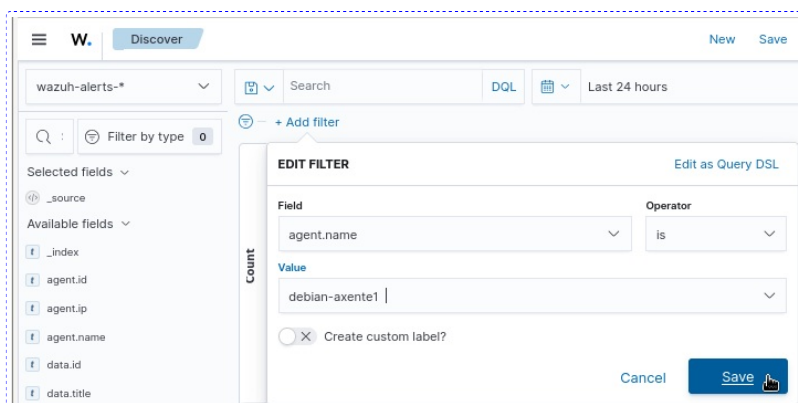 W. Discover New Save
wazuh-alerts-* Search DQL Last 24 hours
+ Add filter
Filter by type 0
Selected fields
_source
Available fields
t _index
t agent.id
t agent.ip
t agent.name
t data.id
t data.title
Count
EDIT FILTER Edit as Query DSL
Field Operator
agent.name is
Value
debian-axente1
Create custom label?
Cancel Save